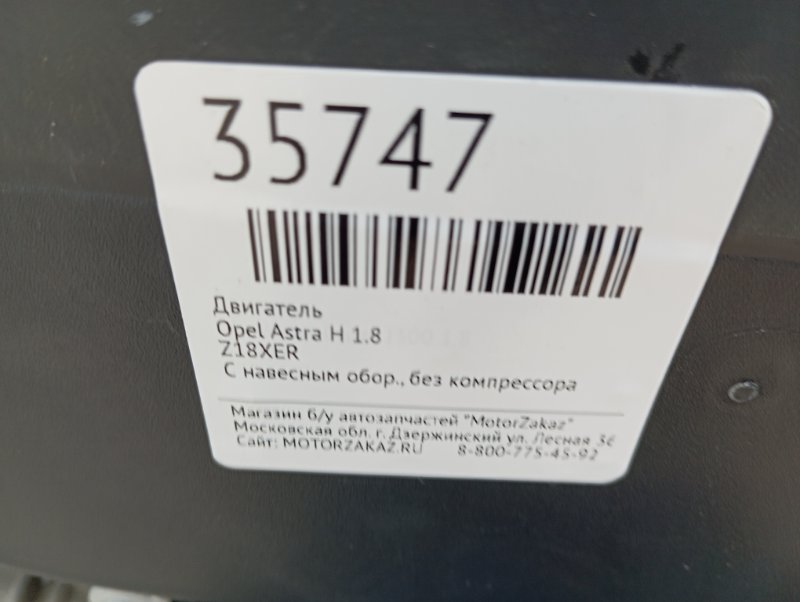 35747
Двигатель
Opel Astra H 1.8
Z18XER
С навесным обор., без компрессора
Магазин б/у автозапчастей "MotorZakaz"
Московская обл. г. Дзержинский ул. Лесная 36
Сайт: MOTORZAKAZ.RU 8-800-775-45-92